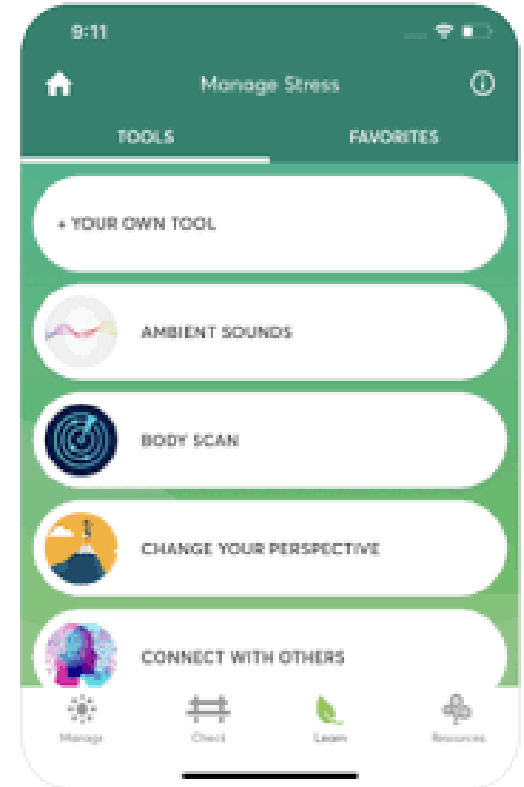 9:11
Manage Stress
TOOLS
FAVORITES
+ YOUR OWN TOOL
AMBIENT SOUNDS
BODY SCAN
CHANGE YOUR PERSPECTIVE
CONNECT WITH OTHERS
Manage
Check
Learn
Resources